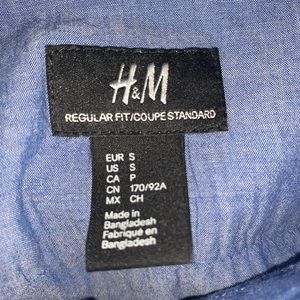 H&M
REGULAR FIT/COUPE STANDARD
EUR S
US S
CA P
CN 170/92A
MX CH
Made in
Bangladesh
Fabriqué en
Bangladesh